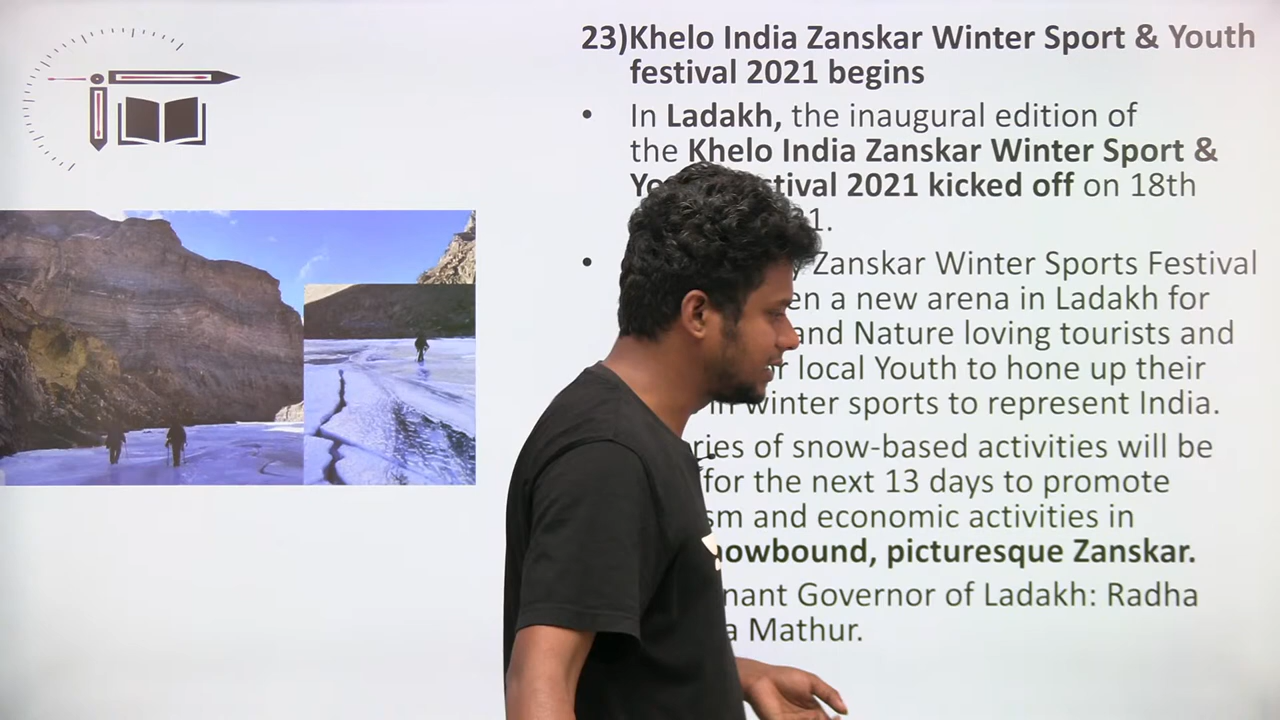 23)Khelo India Zanskar Winter Sport & Youth
festival 2021 begins
• In Ladakh, the inaugural edition of
the Khelo India Zanskar Winter Sport &
2021 kicked off on 18th
• Zanskar Winter Sports Festival
a new arena in Ladakh for
and Nature loving tourists and
local Youth to hone up their
in winter sports to represent India.
of snow-based activities will be
for the next 13 days to promote
and economic activities in
picturesque Zanskar.
Governor of Ladakh: Radha
Mathur.